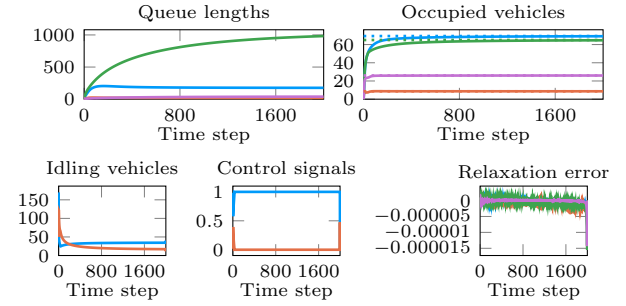 Queue lengths
1000
500
0
0 800 1600
Time step
Occupied vehicles
60
40
20
0
0 800 1600
Time step
Idling vehicles
150
100
50
0
0 800 1600
Time step
Control signals
1
0.5
0
0 800 1600
Time step
Relaxation error
0
−0.000005
−0.00001
−0.000015
0 800 1600
Time step